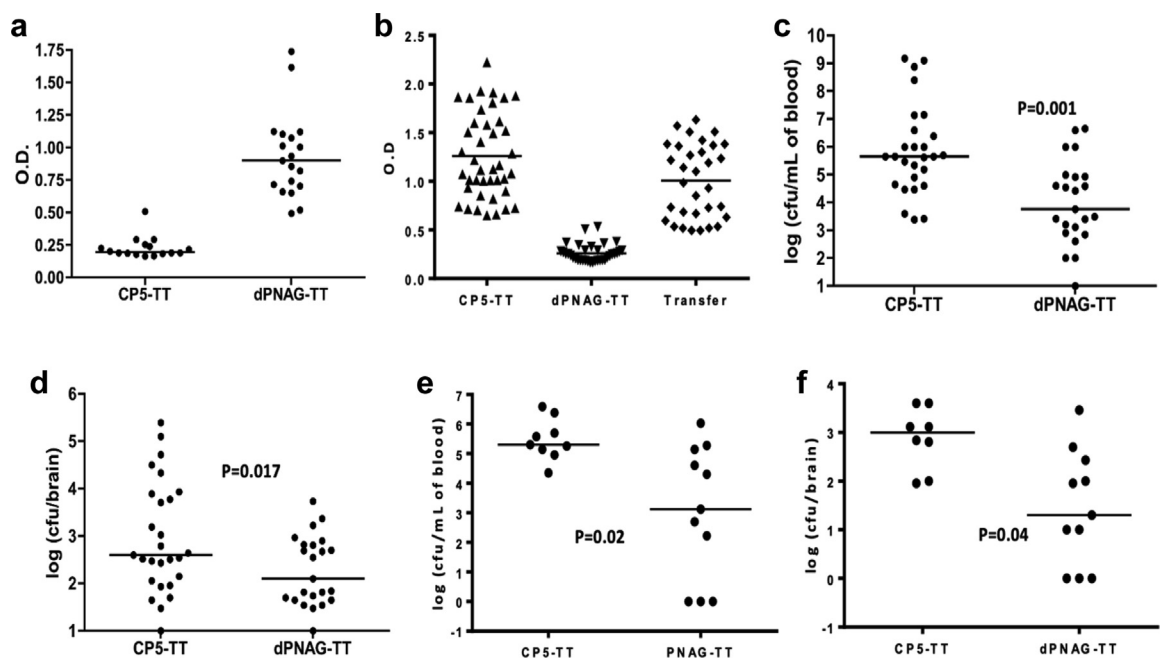 a
1.75
1.50
1.25
1.00
0.75
0.50
0.25
0.00
O.D.
CP5-TT dPNAG-TT
b
2.5
2.0
1.5
1.0
0.5
0.0
O.D
CP5-TT dPNAG-TT Transfer
c
10
9
8
7
6
5
4
3
2
1
log (cfu/mL of blood)
P=0.001
CP5-TT dPNAG-TT
d
6
5
4
3
2
1
log (cfu/brain)
P=0.017
CP5-TT dPNAG-TT
e
7
6
5
4
3
2
1
0
-1
log (cfu/mL of blood)
P=0.02
CP5-TT PNAG-TT
f
4
3
2
1
0
-1
log (cfu/brain)
P=0.04
CP5-TT dPNAG-TT